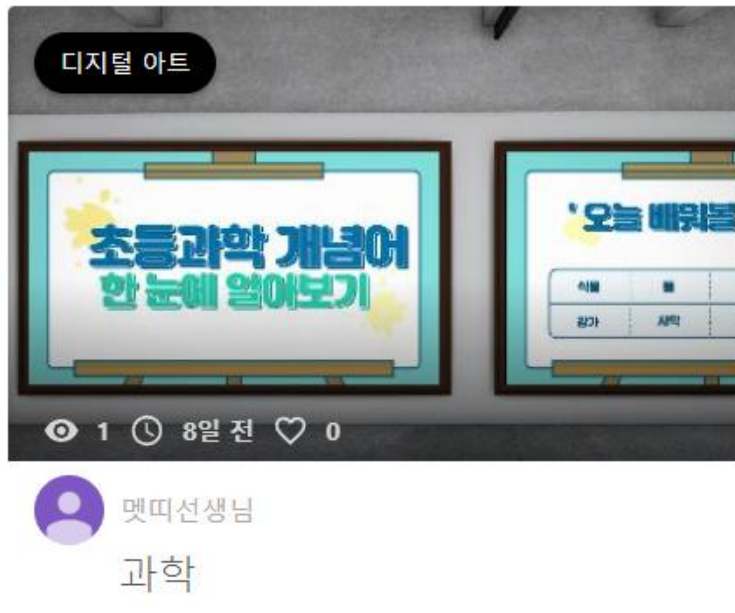 디지털 아트
초등과학 개념어
한 눈에 알아보기
' 오늘 배워볼
식물 물
공기 사막
1 8일 전 0
멧띠선생님
과학